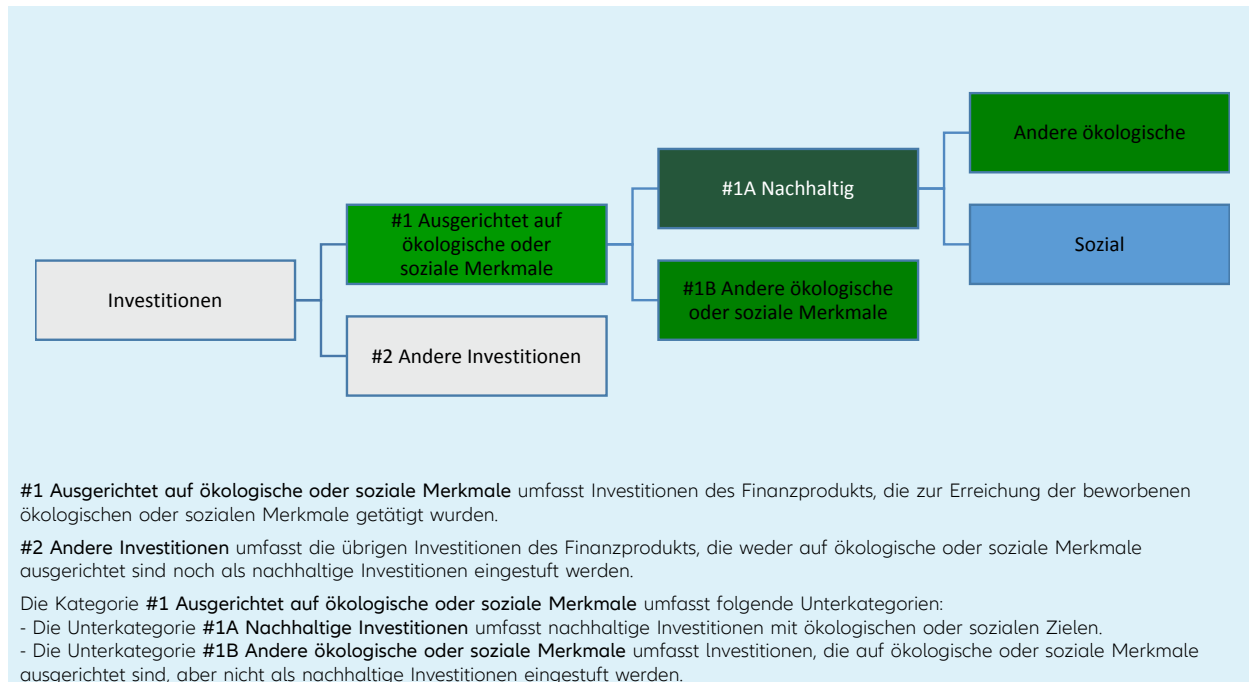 Andere ökologische
#1A Nachhaltig
#1 Ausgerichtet auf
ökologische oder
soziale Merkmale
Sozial
Investitionen
#1B Andere ökologische
oder soziale Merkmale
#2 Andere Investitionen
#1 Ausgerichtet auf ökologische oder soziale Merkmale umfasst Investitionen des Finanzprodukts, die zur Erreichung der beworbenen
ökologischen oder sozialen Merkmale getätigt wurden.
#2 Andere Investitionen umfasst die übrigen Investitionen des Finanzprodukts, die weder auf ökologische oder soziale Merkmale
ausgerichtet sind noch als nachhaltige Investitionen eingestuft werden.
Die Kategorie #1 Ausgerichtet auf ökologische oder soziale Merkmale umfasst folgende Unterkategorien:
- Die Unterkategorie #1A Nachhaltige Investitionen umfasst nachhaltige Investitionen mit ökologischen oder sozialen Zielen.
- Die Unterkategorie #1B Andere ökologische oder soziale Merkmale umfasst Investitionen, die auf ökologische oder soziale Merkmale
ausgerichtet sind, aber nicht als nachhaltige Investitionen eingestuft werden.